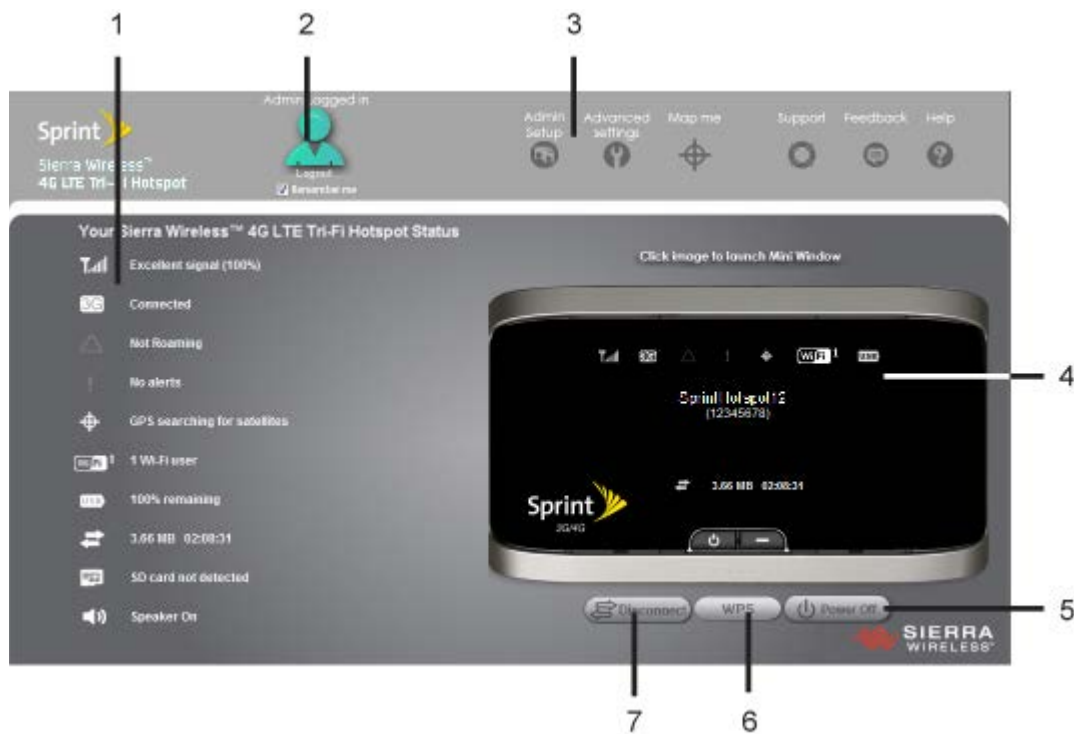 1 2 3
Admin Logged in
Sprint
Sierra Wireless™
4G LTE Tri-Fi Hotspot
Logout
Remember me
Admin Setup
Advanced settings
Map me
Support
Feedback
Help
Your Sierra Wireless™ 4G LTE Tri-Fi Hotspot Status
Excellent signal (100%)
3G Connected
Not Roaming
No alerts
GPS searching for satellites
WiFi 1 1 Wi-Fi user
USB 100% remaining
3.66 MB 02:08:31
SD card not detected
Speaker On
Click image to launch Mini Window
3G WiFi 1 USB
4
SprintHotspot12
(12345678)
3.66 MB 02:08:31
Sprint
3G/4G
Disconnect
WPS
Power Off
5
SIERRA
WIRELESS
7 6